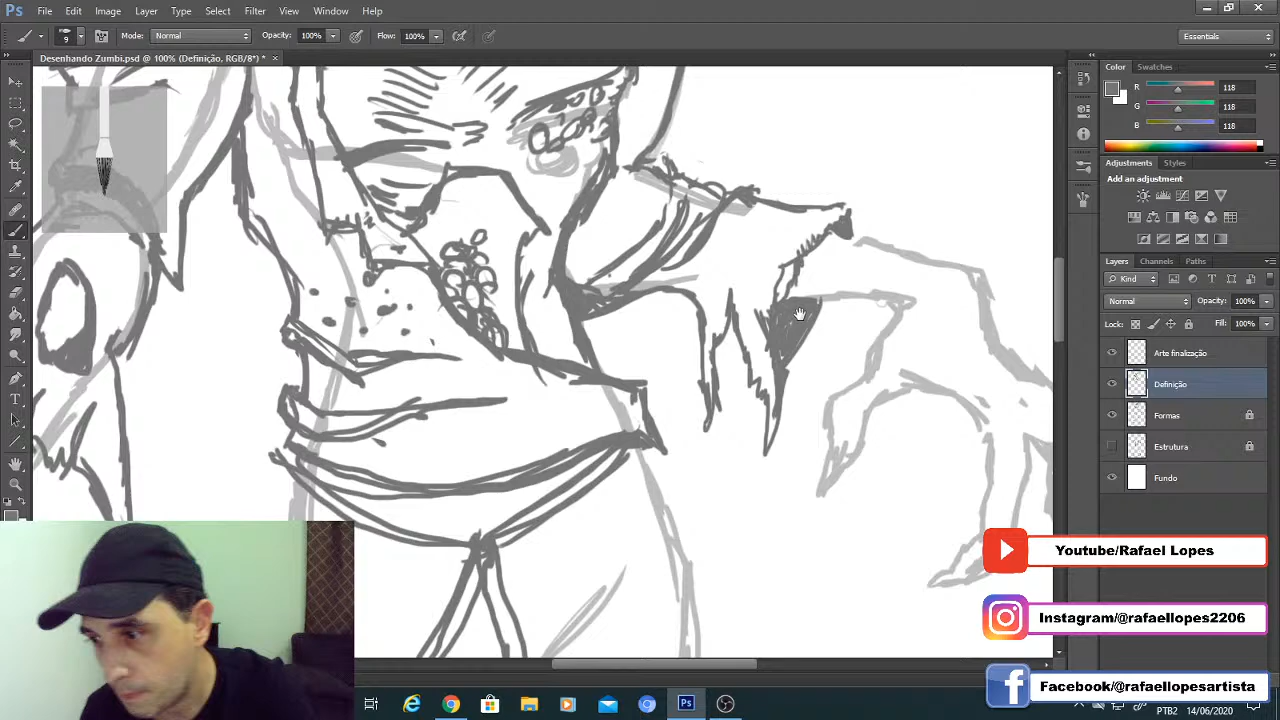 Ps File Edit Image Layer Type Select Filter View Window Help
9 Mode: Normal Opacity: 100% Flow: 100% Essentials
Desenhando Zumbi.psd @ 100% (Definição, RGB/8*) *
Color Swatches
R 118
G 118
B 118
Adjustments Styles
Add an adjustment
Layers Channels Paths
Kind
Normal Opacity: 100%
Lock: Fill: 100%
Arte finalização
Definição
Formas
Estrutura
Fundo
Youtube/Rafael Lopes
Instagram/@rafaellopes2206
Facebook/@rafaellopesartista
Ps
PTB2 14/06/2020